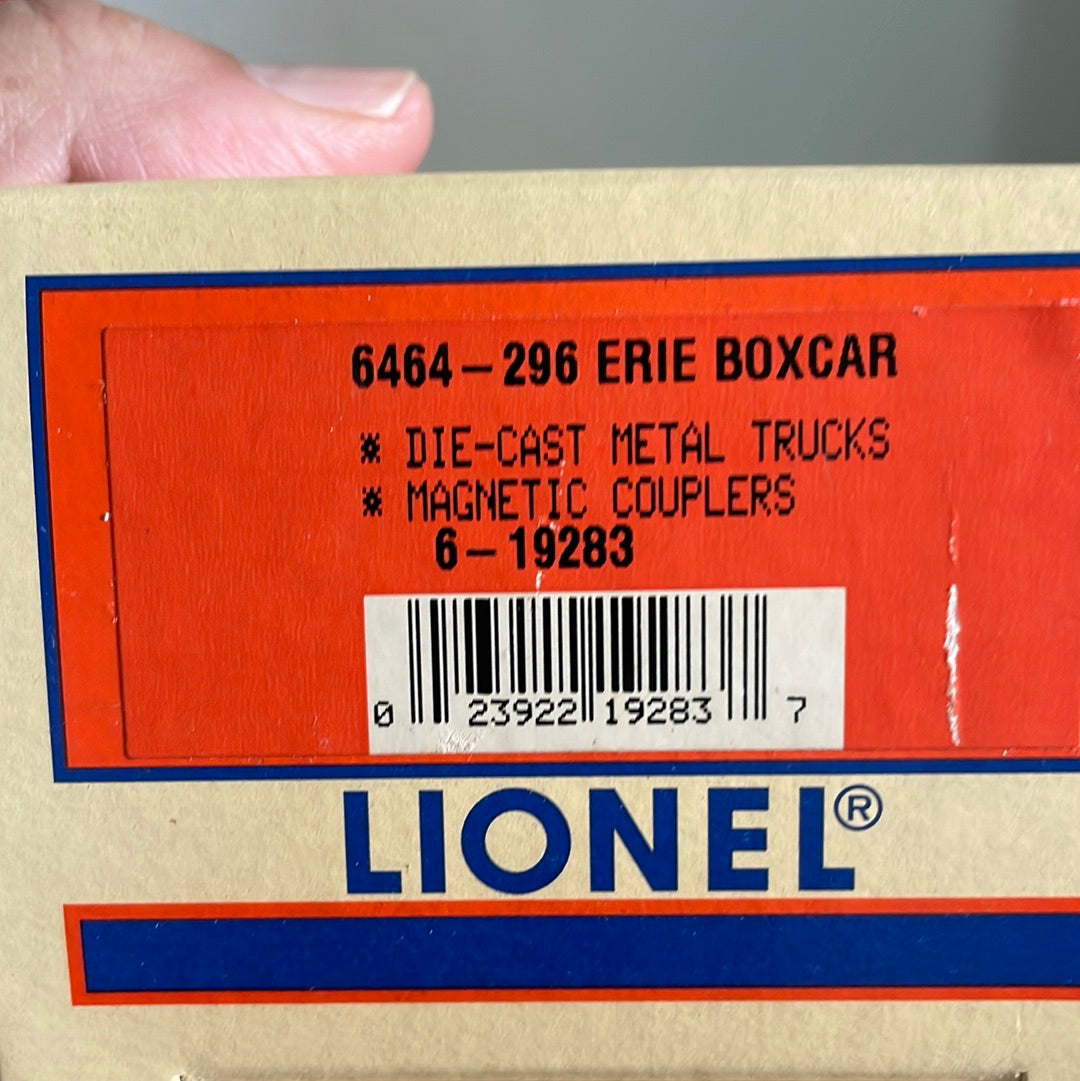 6464-296 ERIE BOXCAR
* DIE-CAST METAL TRUCKS
* MAGNETIC COUPLERS
6-19283
0 23922 19283 7
LIONEL®